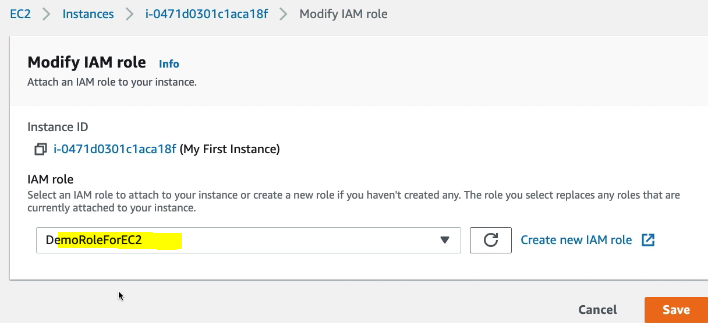 EC2 > Instances > i-0471d0301c1aca18f > Modify IAM role
Modify IAM role Info
Attach an IAM role to your instance.
Instance ID
i-0471d0301c1aca18f (My First Instance)
IAM role
Select an IAM role to attach to your instance or create a new role if you haven't created any. The role you select replaces any roles that are
currently attached to your instance.
DemoRoleForEC2 Create new IAM role
Cancel Save